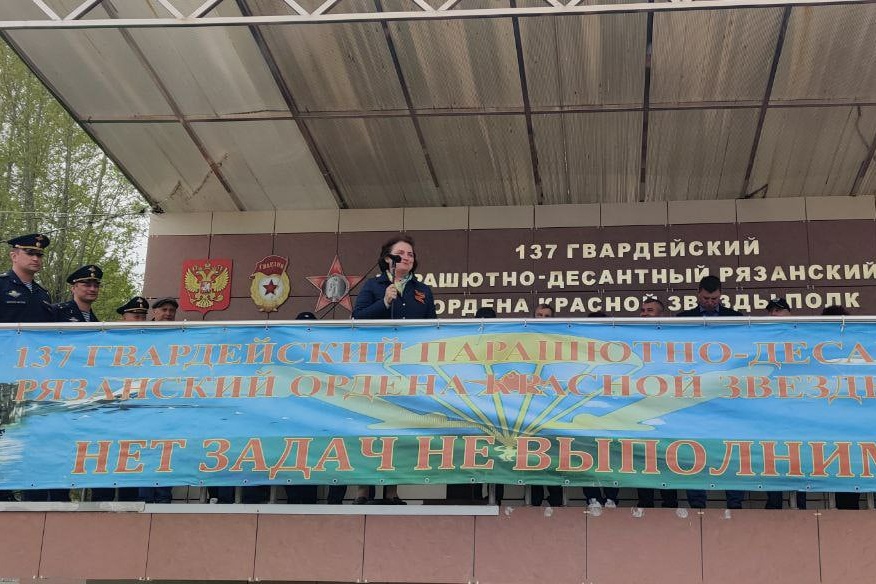 137 ГВАРДЕЙСКИЙ
РАШЮТНО-ДЕСАНТНЫЙ РЯЗАНСКИЙ
ОРДЕНА КРАСНОЙ ЗВЕЗДЫ ПОЛК
ГВАРДИЯ
137 ГВАРДЕЙСКИЙ ПАРАШЮТНО-ДЕСА
РЯЗАНСКИЙ ОРДЕНА КРАСНОЙ ЗВЕЗД
НЕТ ЗАДАЧ НЕ ВЫПОЛНИМ